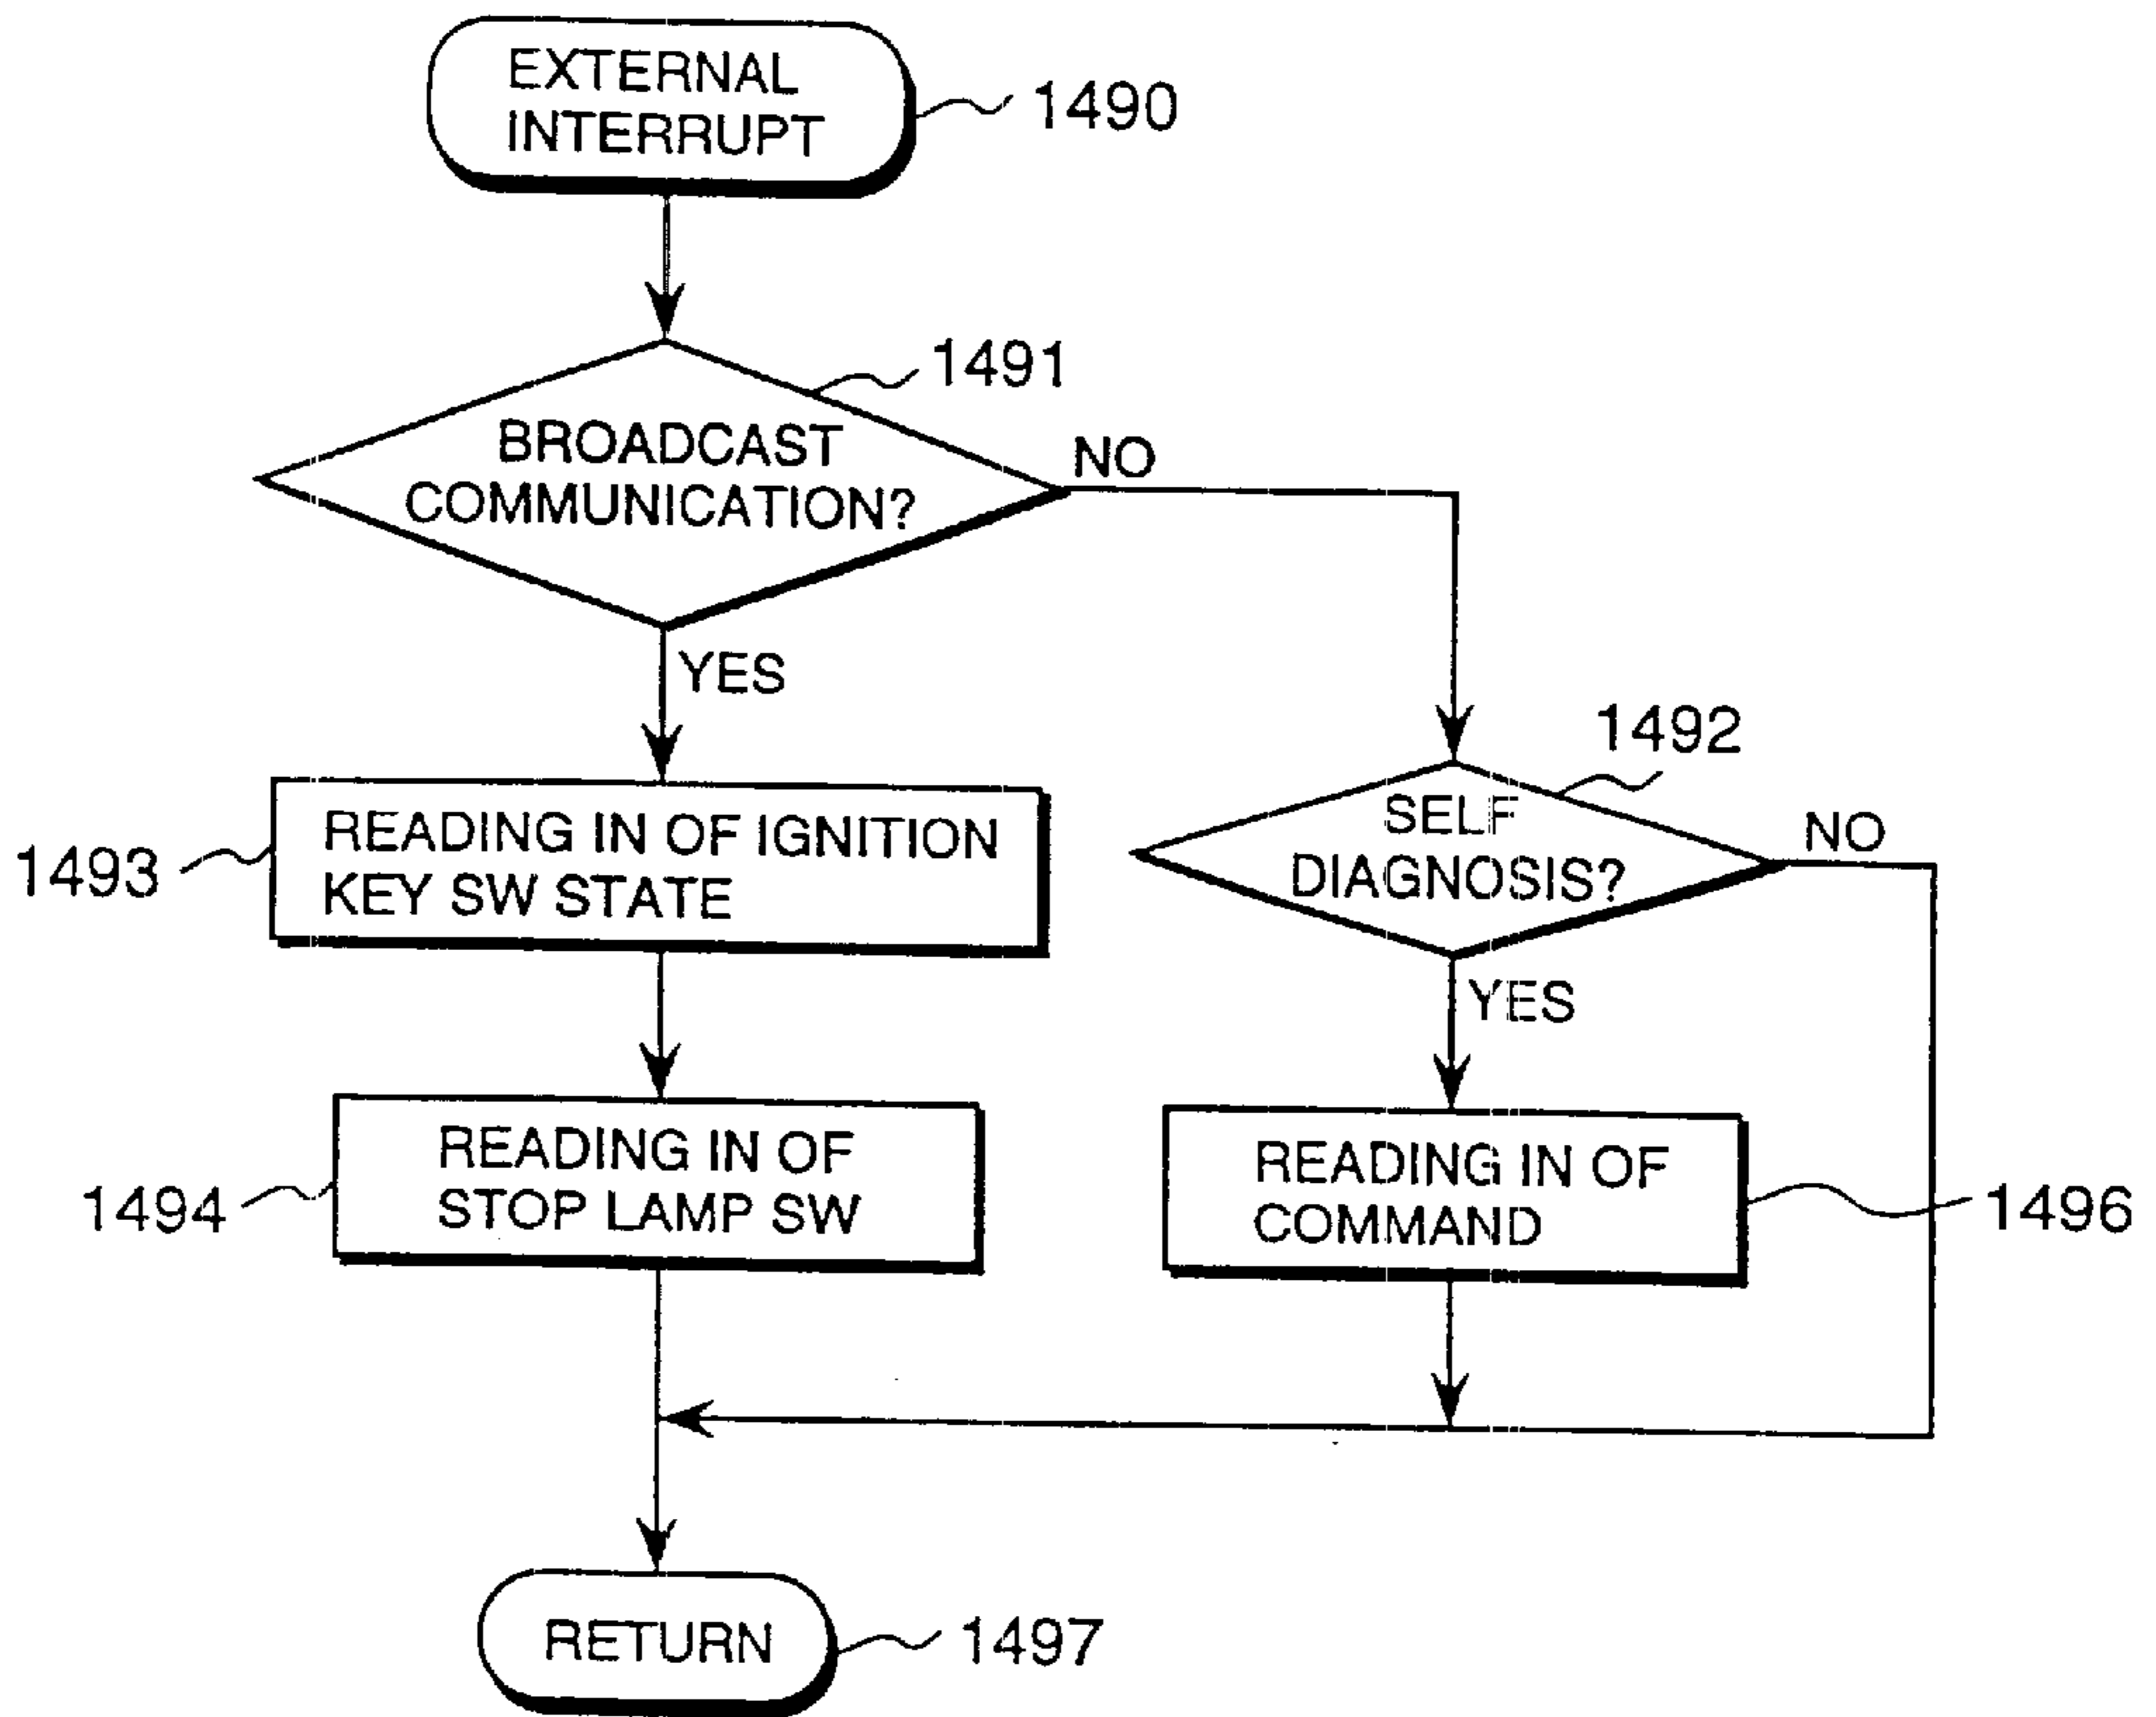 EXTERNAL
INTERRUPT
1490
1491
BROADCAST
COMMUNICATION?
NO
YES
1492
SELF
DIAGNOSIS?
NO
YES
1493
READING IN OF IGNITION
KEY SW STATE
1494
READING IN OF
STOP LAMP SW
READING IN OF
COMMAND
1496
RETURN
1497